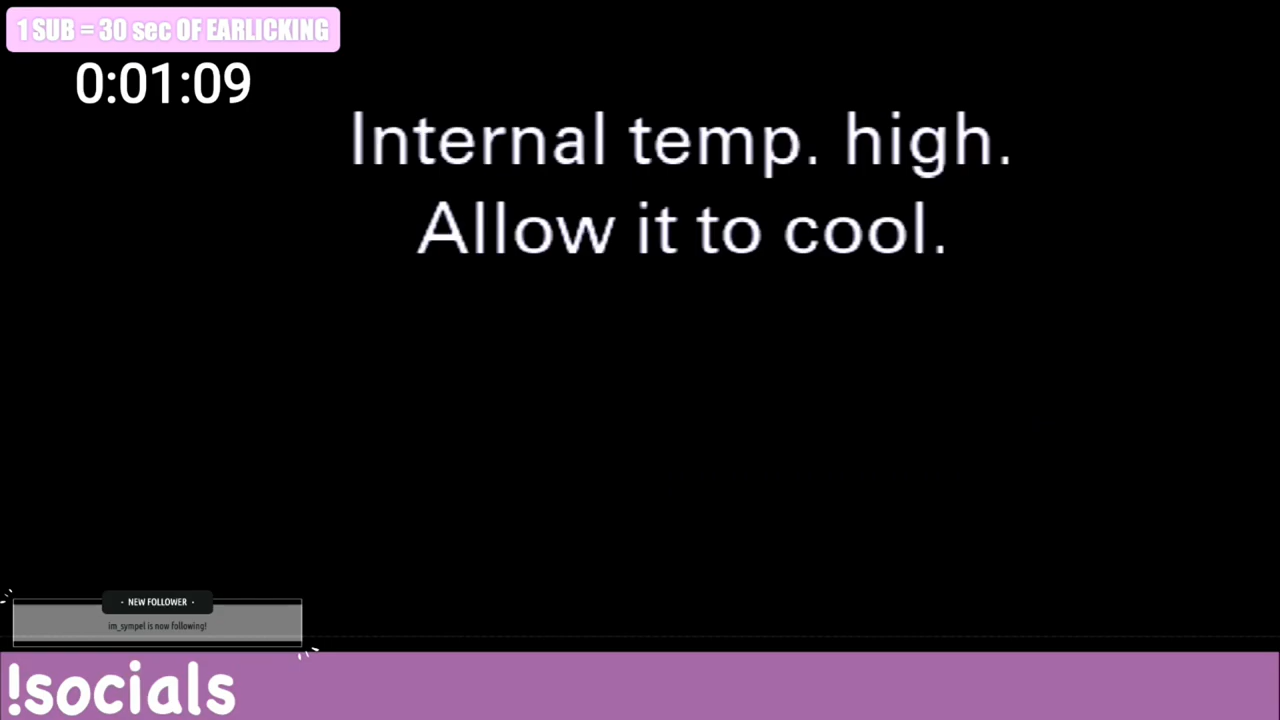 1 SUB = 30 sec OF EARLICKING
0:01:09
Internal temp. high.
Allow it to cool.
- NEW FOLLOWER -
im_sympel is now following!
!socials